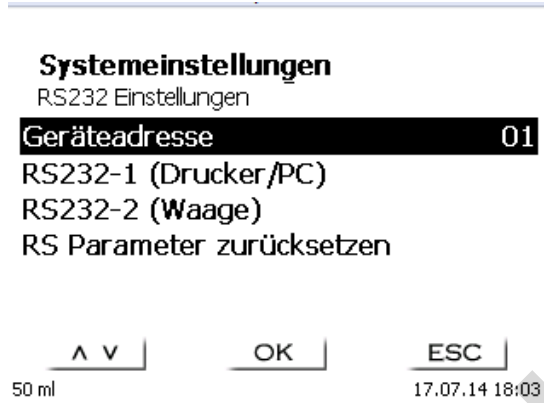 Systemeinstellungen
RS232 Einstellungen
Geräteadresse 01
RS232-1 (Drucker/PC)
RS232-2 (Waage)
RS Parameter zurücksetzen
∧ ∨ OK ESC
50 ml 17.07.14 18:03